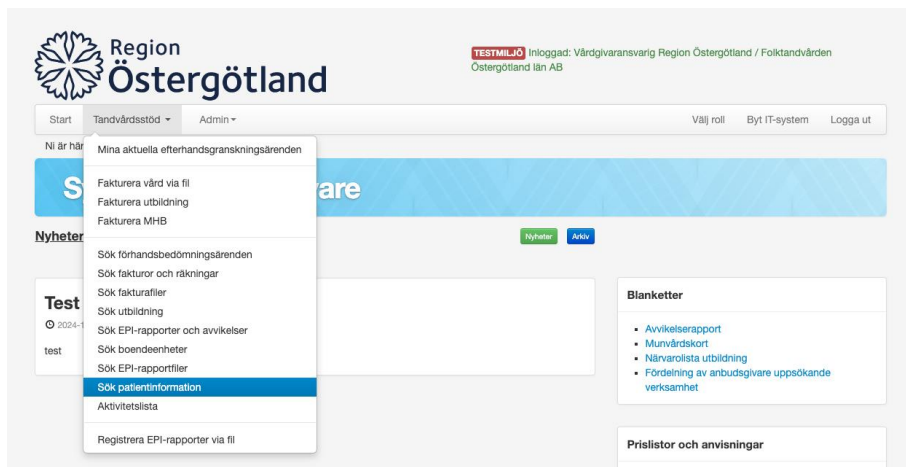 Region
Östergötland
TESTMILJÖ Inloggad: Vårdgivaransvarig Region Östergötland / Folktandvården
Östergötland län AB
Start Tandvårdsstöd Admin Välj roll Byt IT-system Logga ut
Ni är här
Mina aktuella efterhandsgranskningsärenden
Fakturera vård via fil
Fakturera utbildning
Fakturera MHB
Sök förhandsbedömningsärenden
Sök fakturor och räkningar
Sök fakturafiler
Sök utbildning
Sök EPI-rapporter och avvikelser
Sök boendeenheter
Sök EPI-rapportfiler
Sök patientinformation
Aktivitetslista
Registrera EPI-rapporter via fil
Nyheter
Nyheter Arkiv
Test
2024-1
test
Blanketter
Avvikelserapport
Munvårdskort
Närvarolista utbildning
Fördelning av anbudsgivare uppsökande
verksamhet
Prislistor och anvisningar